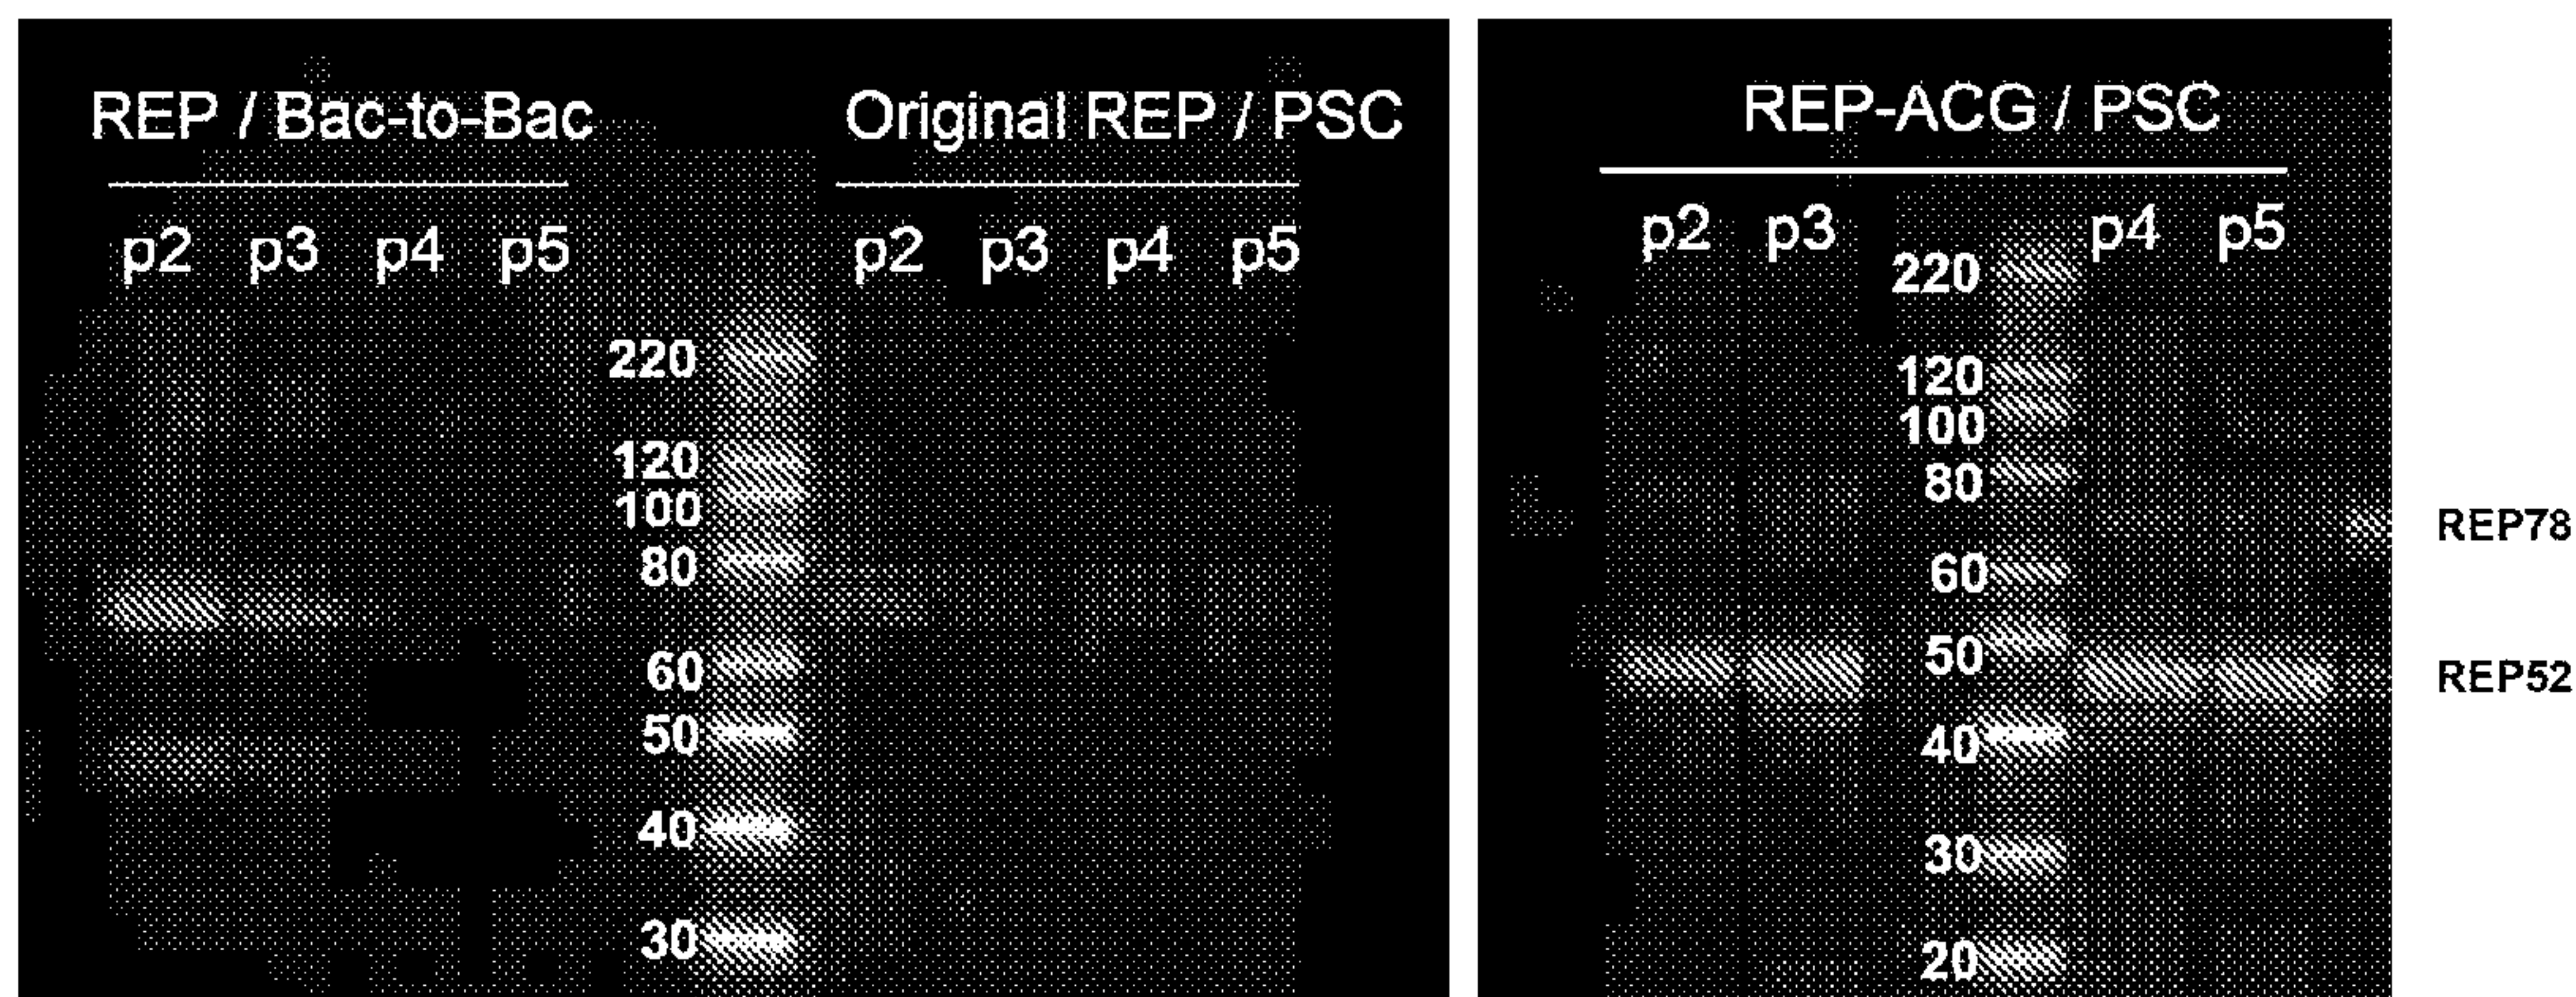 REP / Bac-to-Bac
p2 p3 p4 p5
220
120
100
80
60
50
40
30
Original REP / PSC
p2 p3 p4 p5
REP-ACG / PSC
p2 p3 p4 p5
220
120
100
80
60
50
40
30
20
REP78
REP52